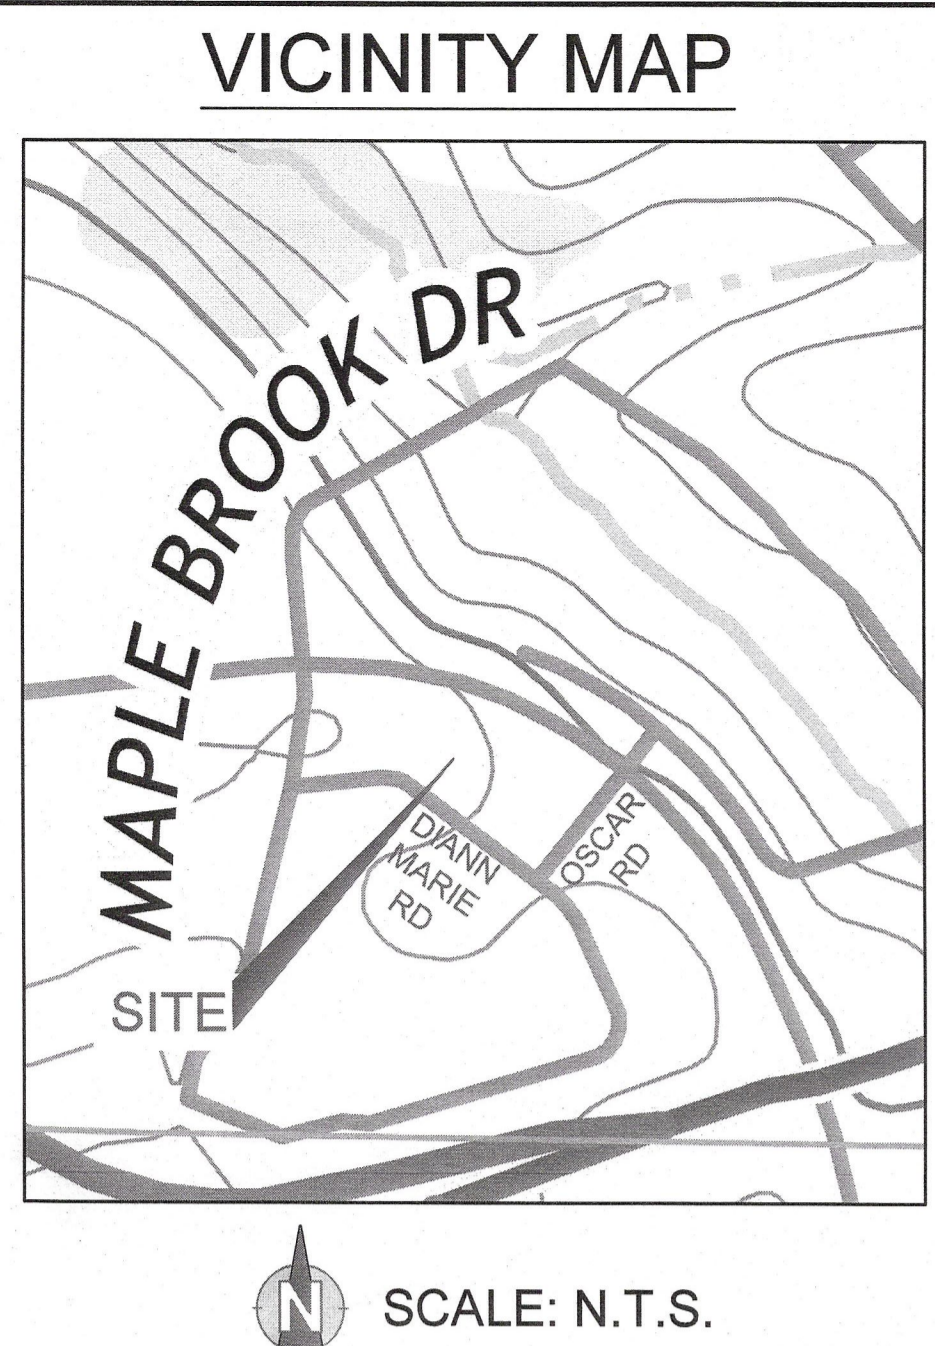 VICINITY MAP
MAPLE BROOK DR
DIANN
MARIE
RD
OSCAR
RD
SITE
N
SCALE: N.T.S.